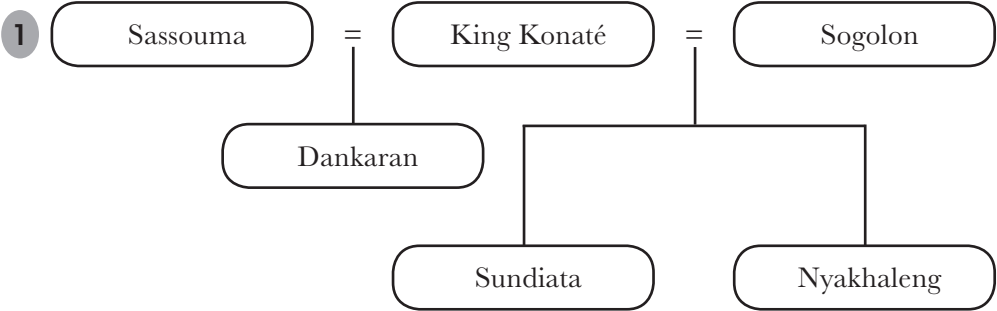 1 Sassouma = King Konaté = Sogolon
Dankaran
Sundiata Nyakhaleng